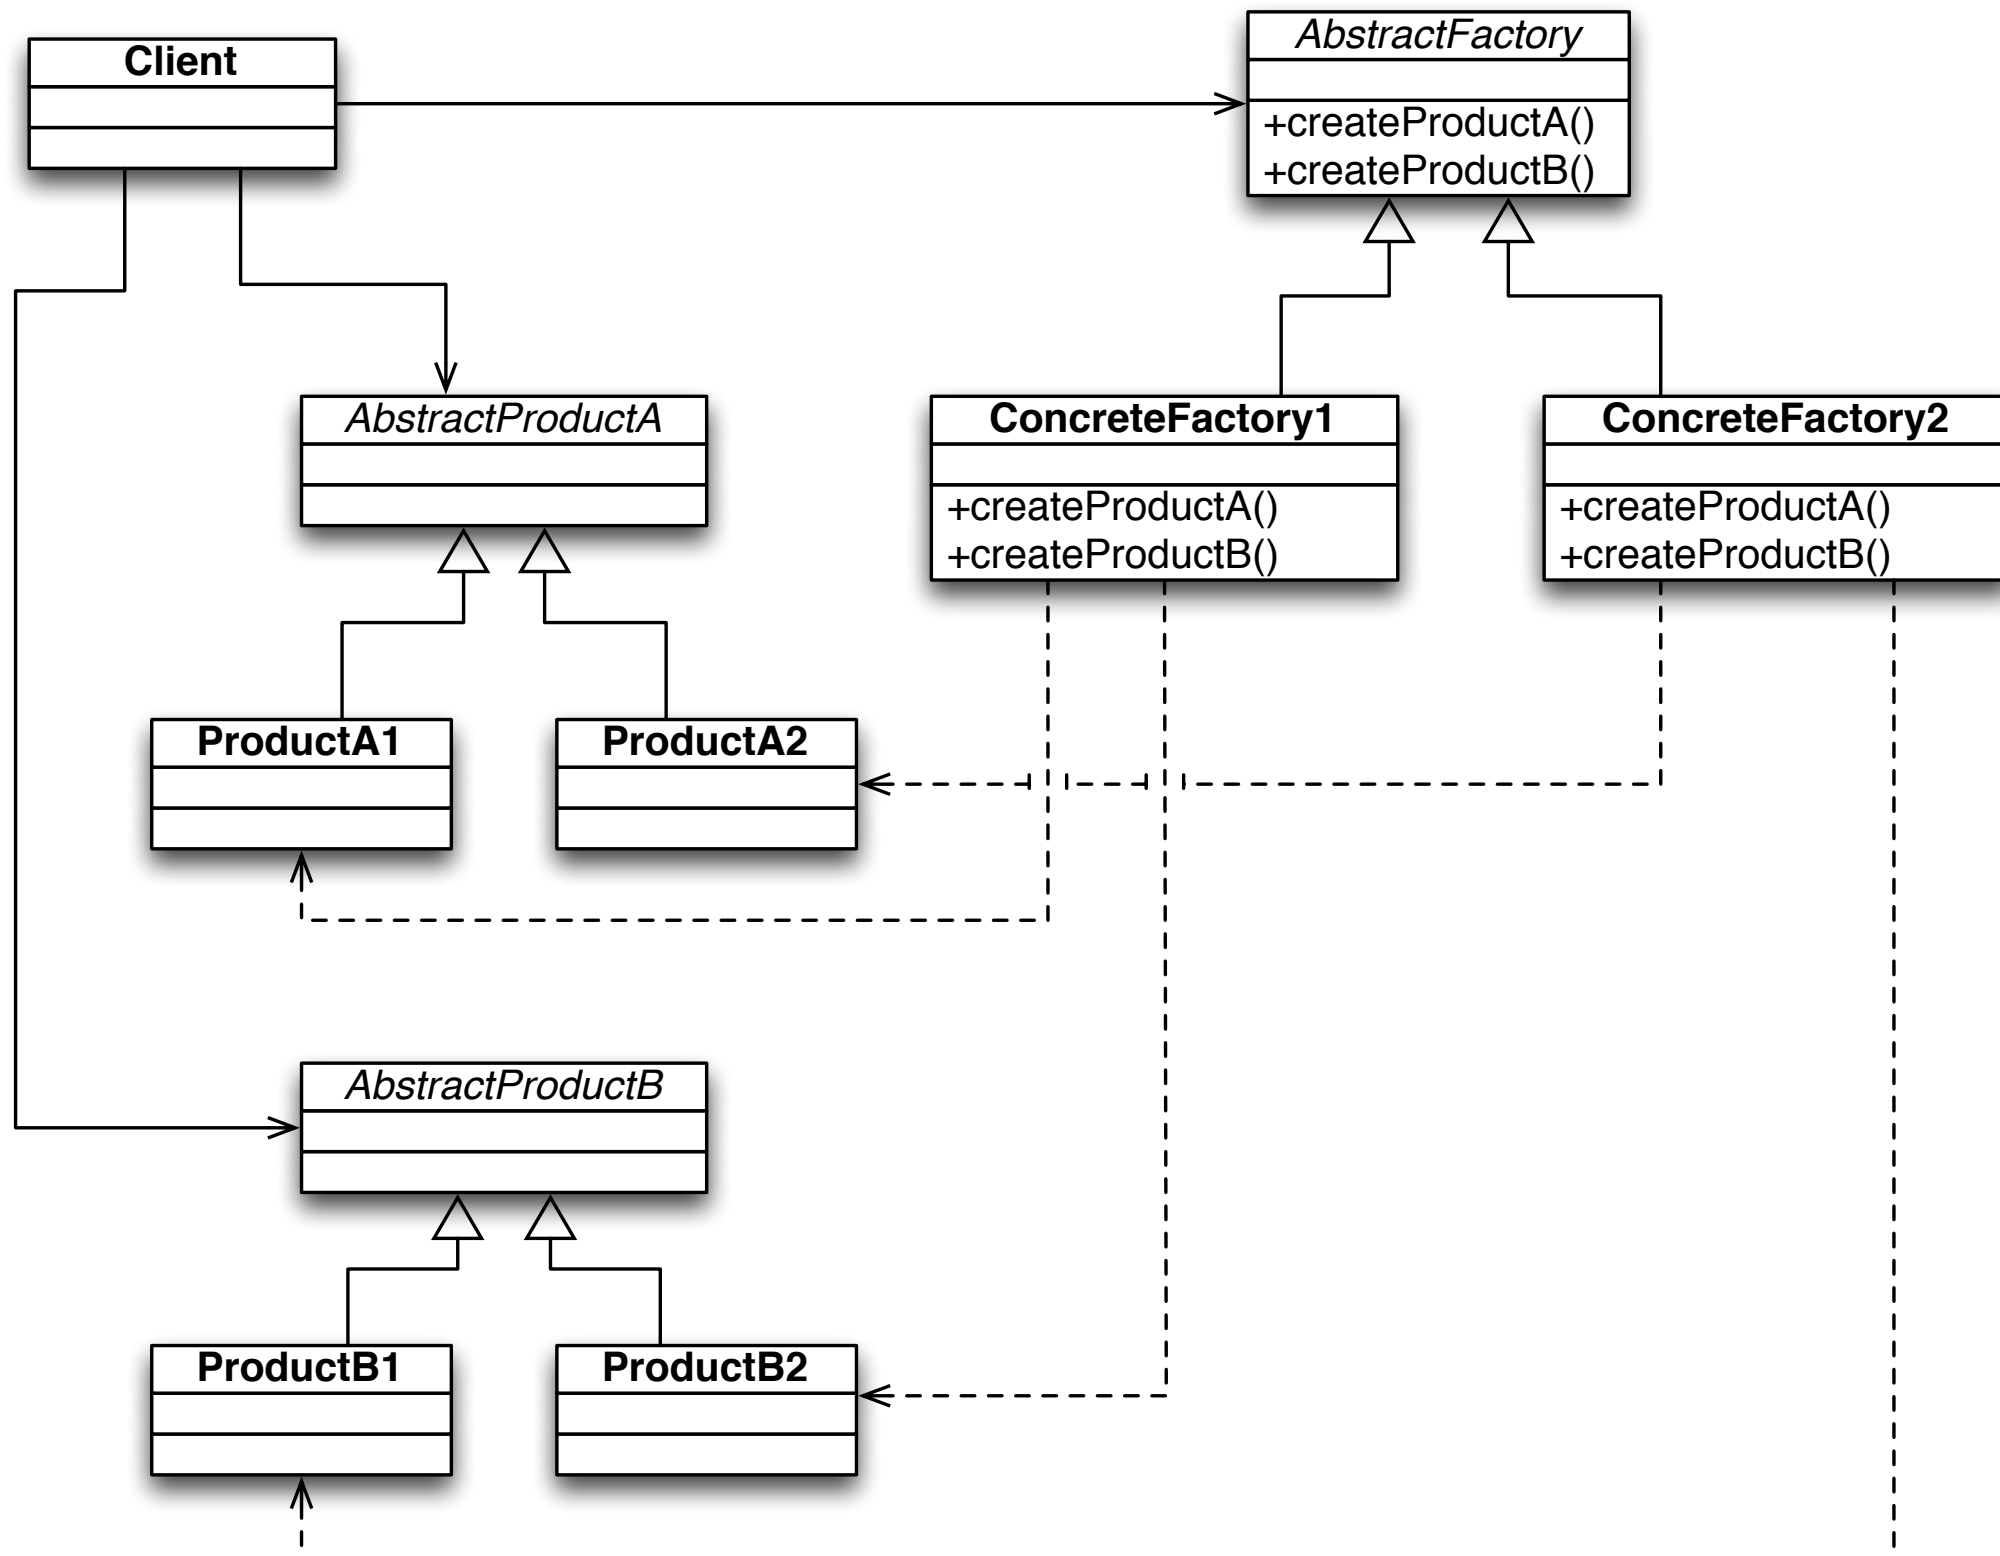 Client
AbstractFactory
+createProductA()
+createProductB()
AbstractProductA
ConcreteFactory1
+createProductA()
+createProductB()
ConcreteFactory2
+createProductA()
+createProductB()
ProductA1
ProductA2
AbstractProductB
ProductB1
ProductB2